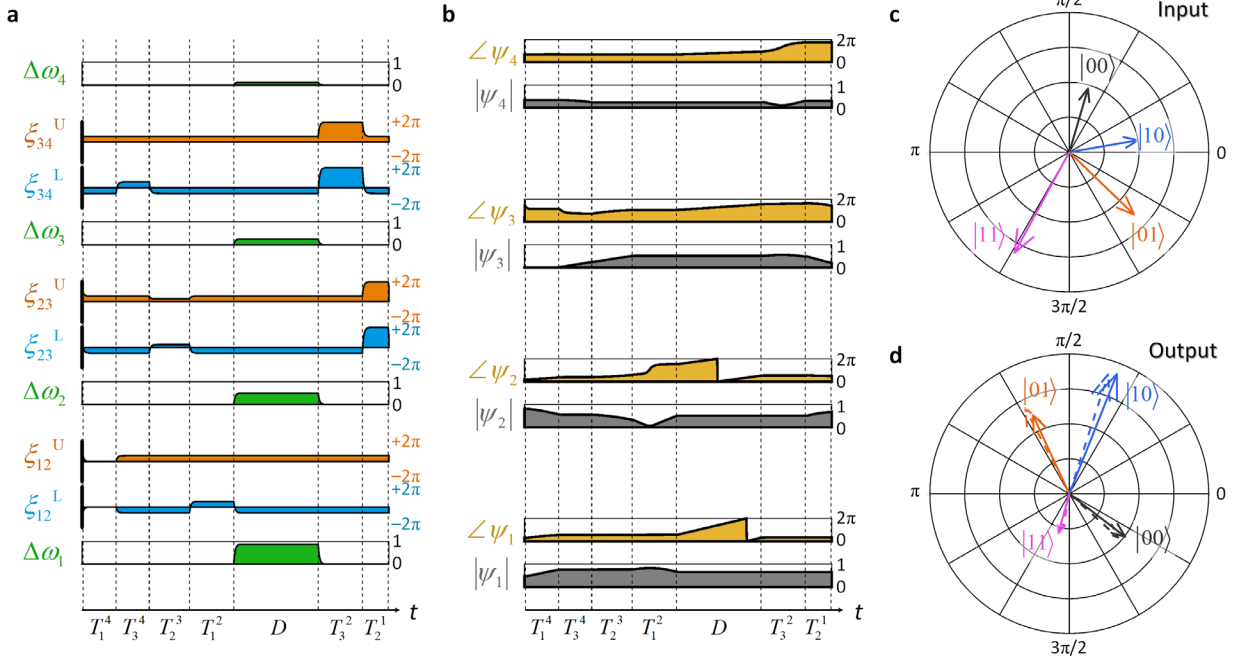 a
Δω₄
1
0
ξ₃₄ᵁ
+2π
−2π
ξ₃₄ᴸ
+2π
−2π
Δω₃
1
0
ξ₂₃ᵁ
+2π
−2π
ξ₂₃ᴸ
+2π
−2π
Δω₂
1
0
ξ₁₂ᵁ
+2π
−2π
ξ₁₂ᴸ
+2π
−2π
Δω₁
1
0
t
T₁⁴ T₃⁴ T₂³ T₁² D T₃² T₂¹
b
∠ψ₄
2π
0
|ψ₄|
1
0
∠ψ₃
2π
0
|ψ₃|
1
0
∠ψ₂
2π
0
|ψ₂|
1
0
∠ψ₁
2π
0
|ψ₁|
1
0
t
T₁⁴ T₃⁴ T₂³ T₁² D T₃² T₂¹
c
π/2
Input
|00⟩
|10⟩
π
0
|11⟩
|01⟩
3π/2
d
π/2
Output
|01⟩
|10⟩
π
0
|11⟩
|00⟩
3π/2